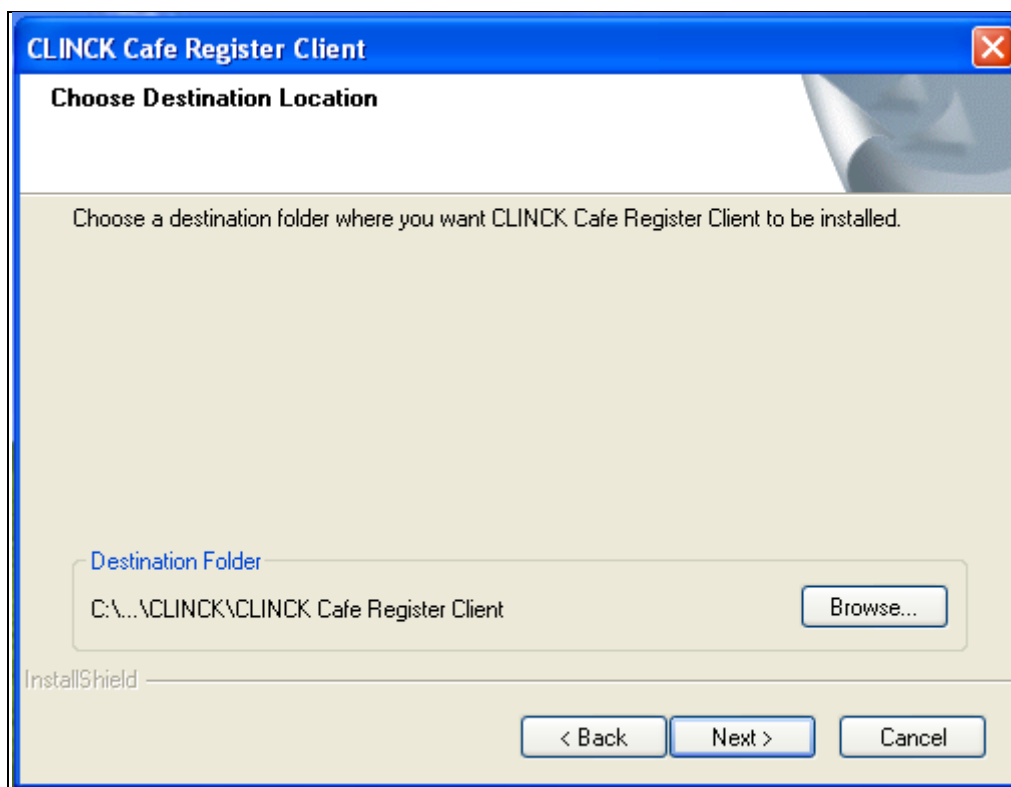 CLINCK Cafe Register Client
Choose Destination Location
Choose a destination folder where you want CLINCK Cafe Register Client to be installed.
Destination Folder
C:\...\CLINCK\CLINCK Cafe Register Client
Browse...
InstallShield
< Back
Next >
Cancel